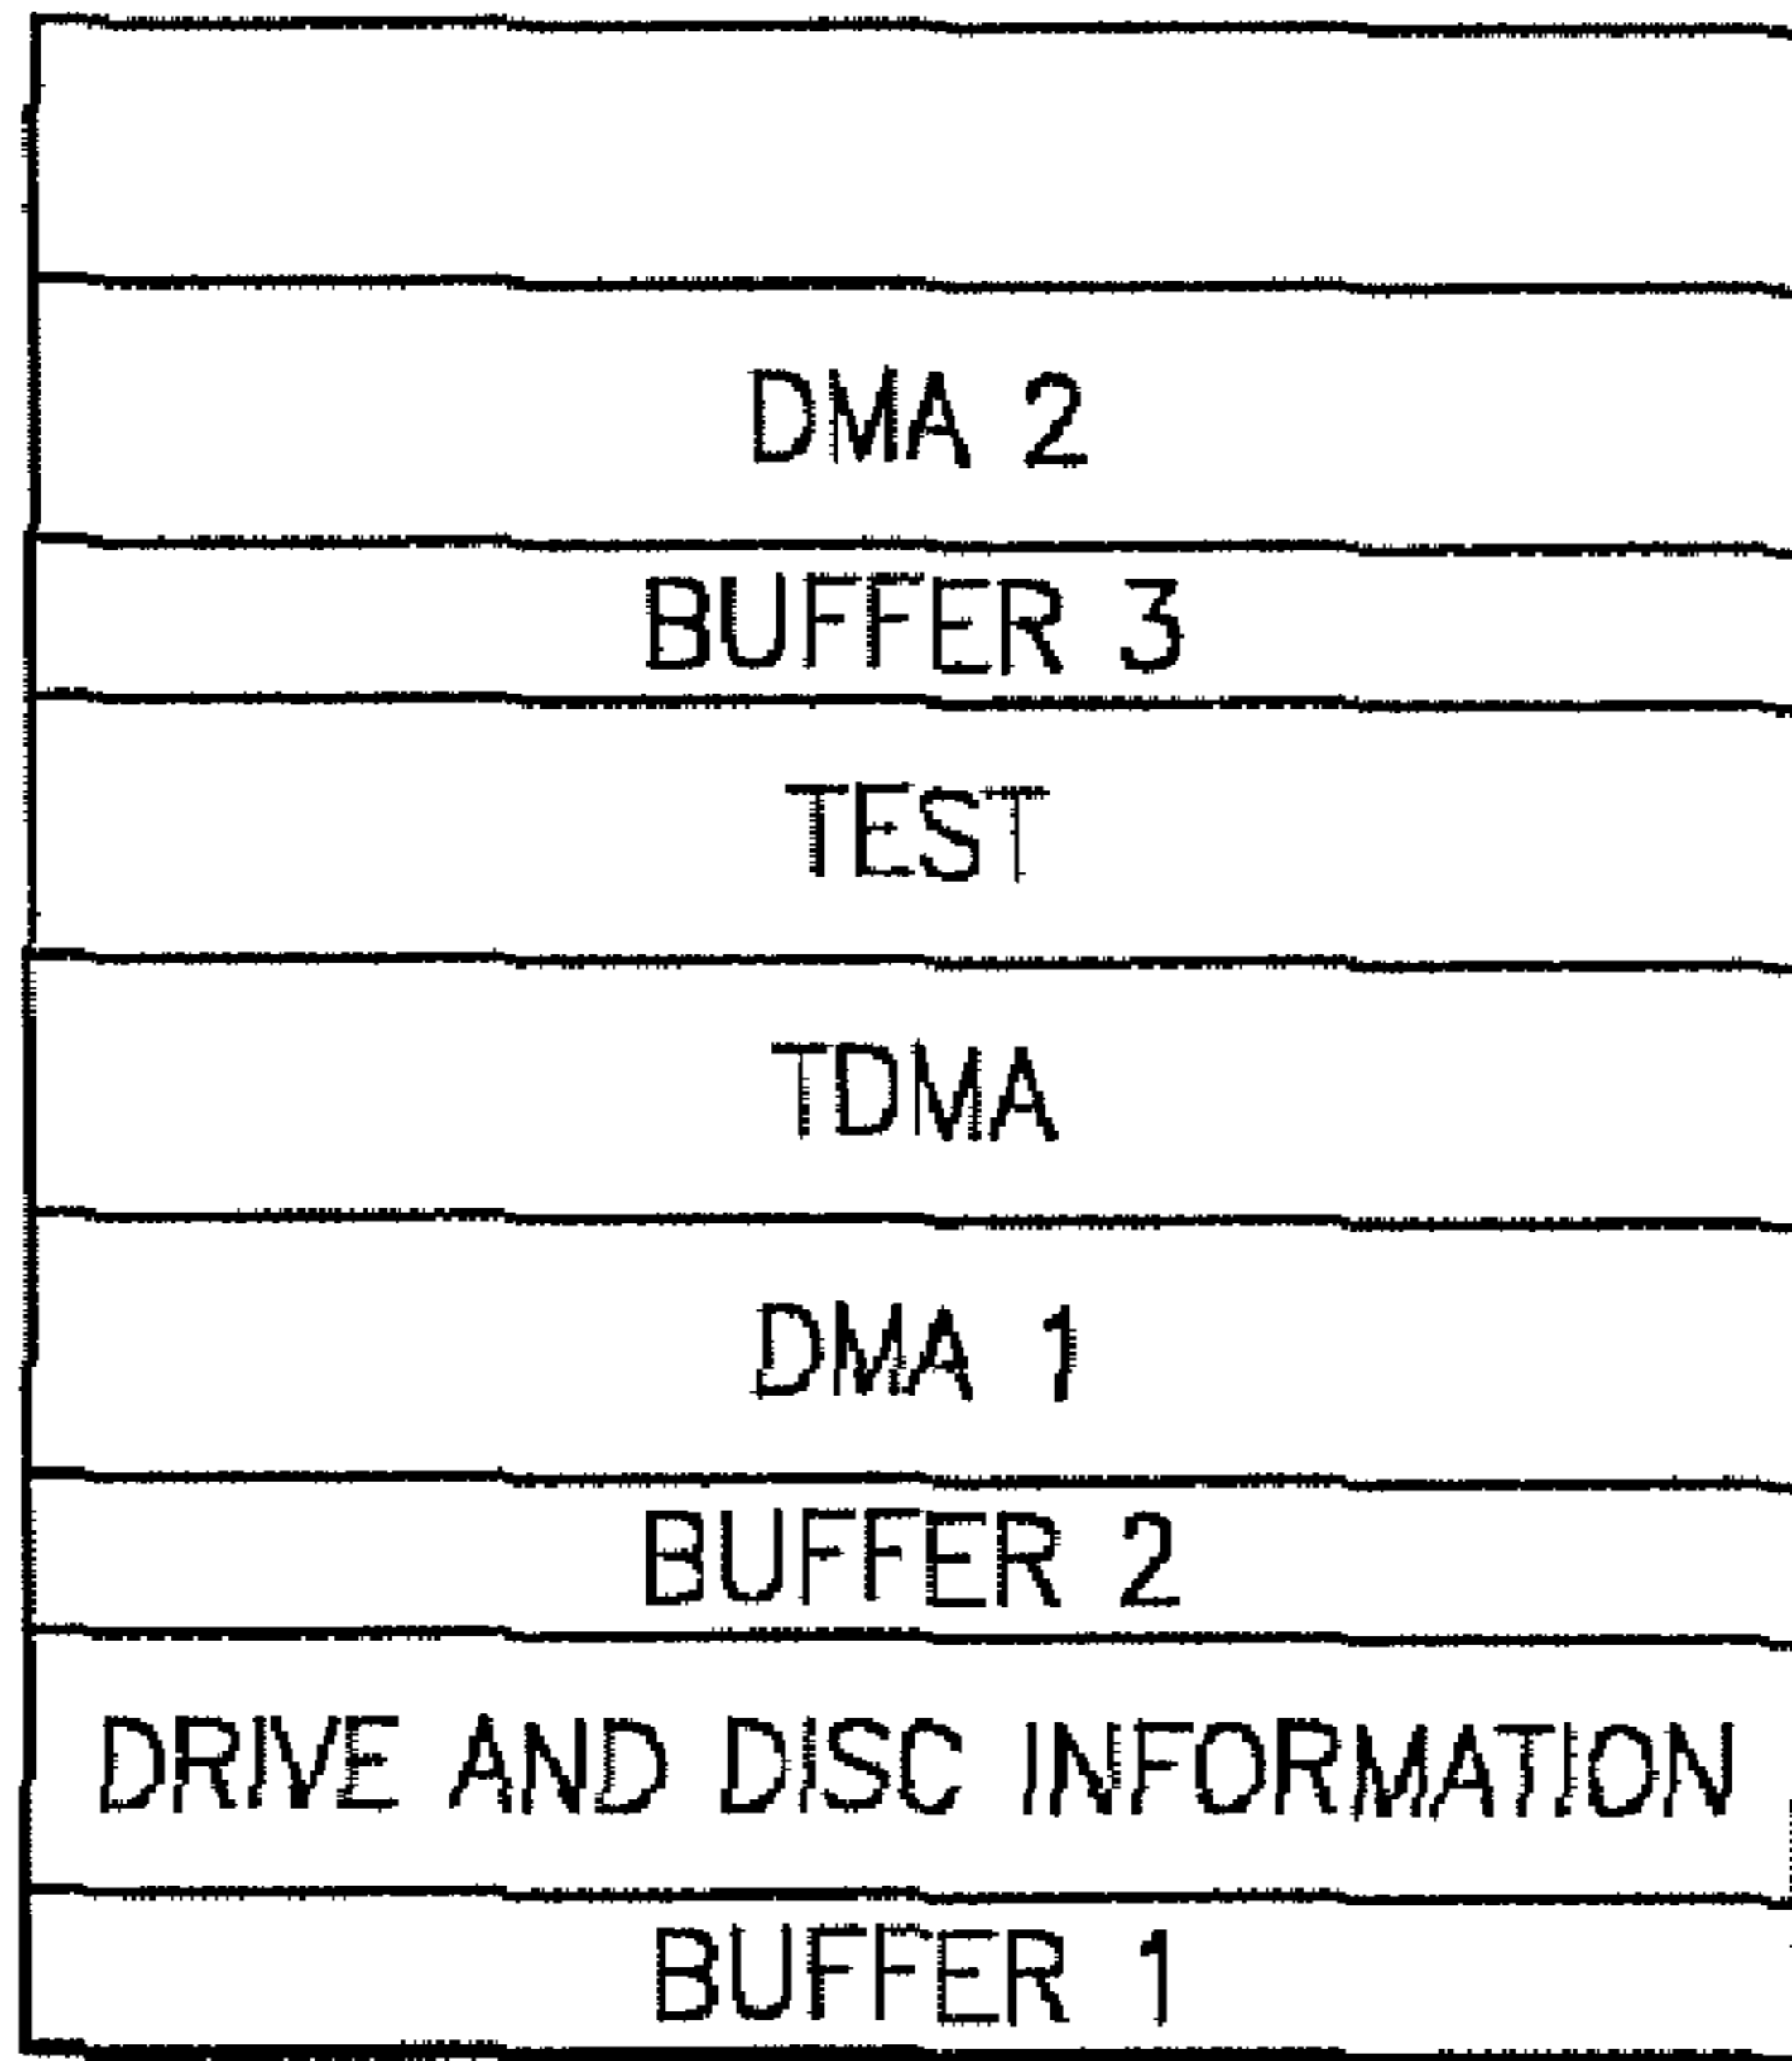 DMA 2
BUFFER 3
TEST
TDMA
DMA 1
BUFFER 2
DRIVE AND DISC INFORMATION
BUFFER 1